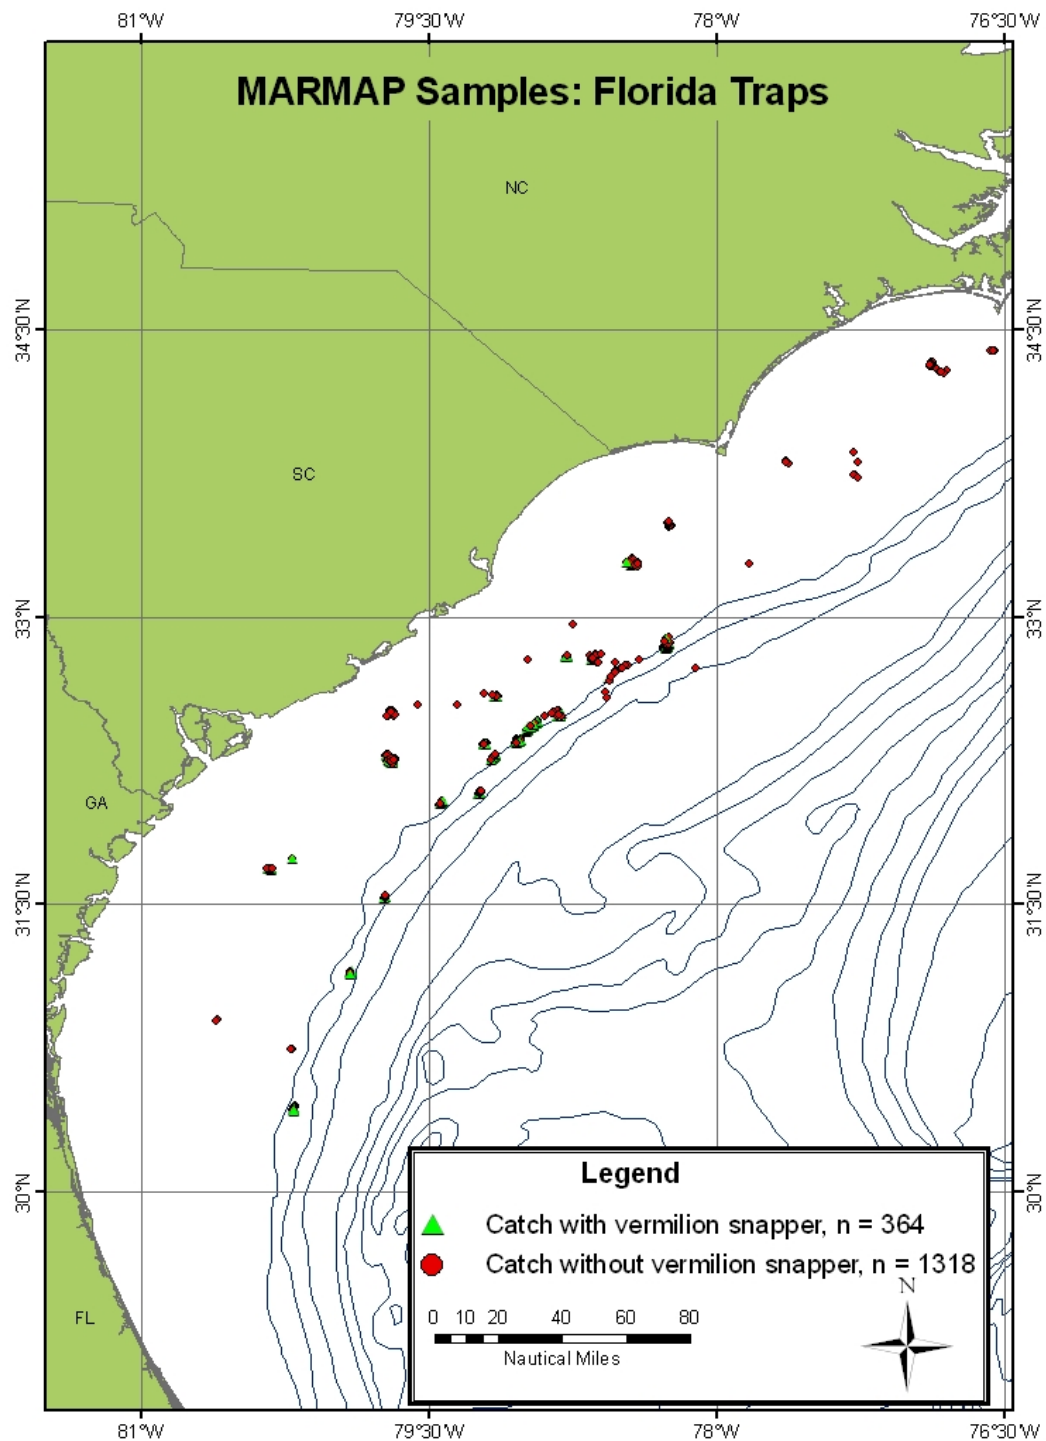 81°W 79°30'W 78°W 76°30'W
MARMAP Samples: Florida Traps
NC
34°30'N 34°30'N
SC
33°N 33°N
GA
31°30'N 31°30'N
Legend
30°N 30°N
Catch with vermilion snapper, n = 364
Catch without vermilion snapper, n = 1318
N
FL
0 10 20 40 60 80
Nautical Miles
81°W 79°30'W 78°W 76°30'W